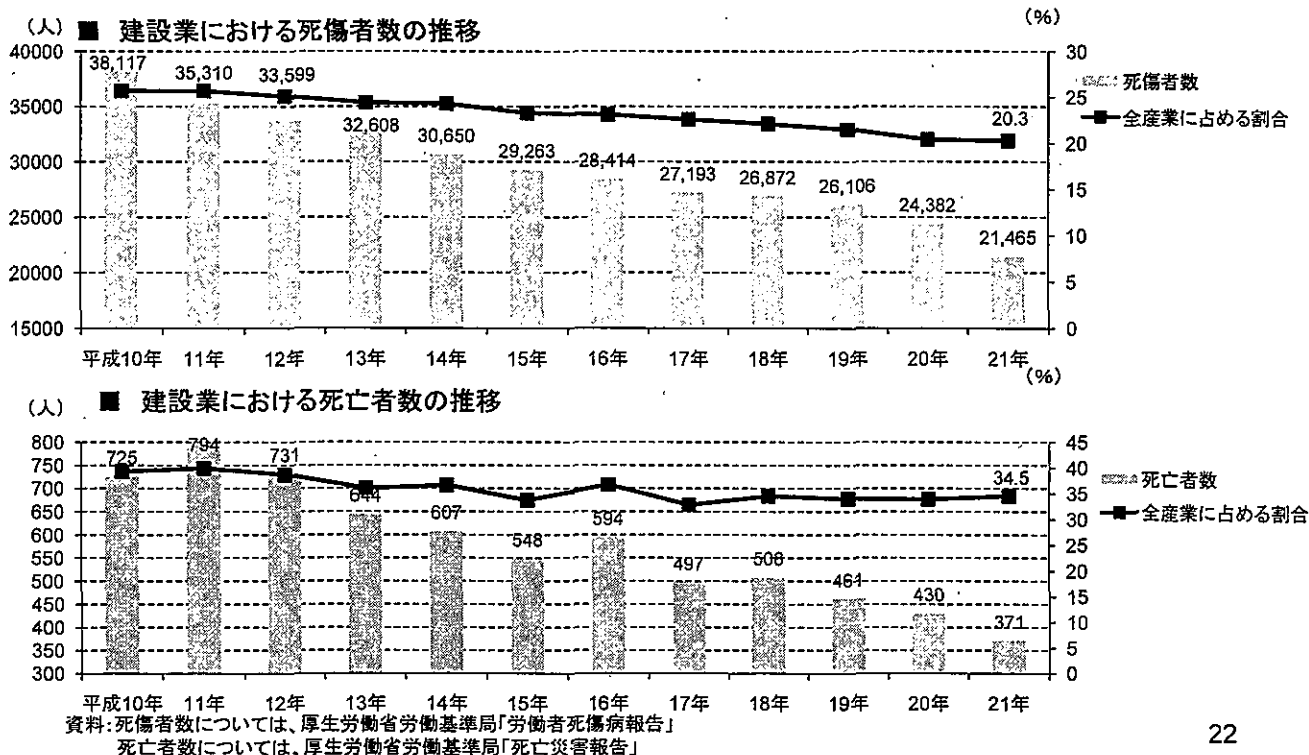 (人) ■ 建設業における死傷者数の推移 (%)
40000 35000 30000 25000 20000 15000
30 25 20 15 10 5 0
38,117 35,310 33,599 32,608 30,650 29,263 28,414 27,193 26,872 26,106 24,382 21,465
20.3
死傷者数
全産業に占める割合
平成10年 11年 12年 13年 14年 15年 16年 17年 18年 19年 20年 21年
(人) ■ 建設業における死亡者数の推移 (%)
800 750 700 650 600 550 500 450 400 350 300
45 40 35 30 25 20 15 10 5 0
725 794 731 644 607 548 594 497 508 461 430 371
34.5
死亡者数
全産業に占める割合
平成10年 11年 12年 13年 14年 15年 16年 17年 18年 19年 20年 21年
資料:死傷者数については、厚生労働省労働基準局「労働者死傷病報告」
死亡者数については、厚生労働省労働基準局「死亡災害報告」
22